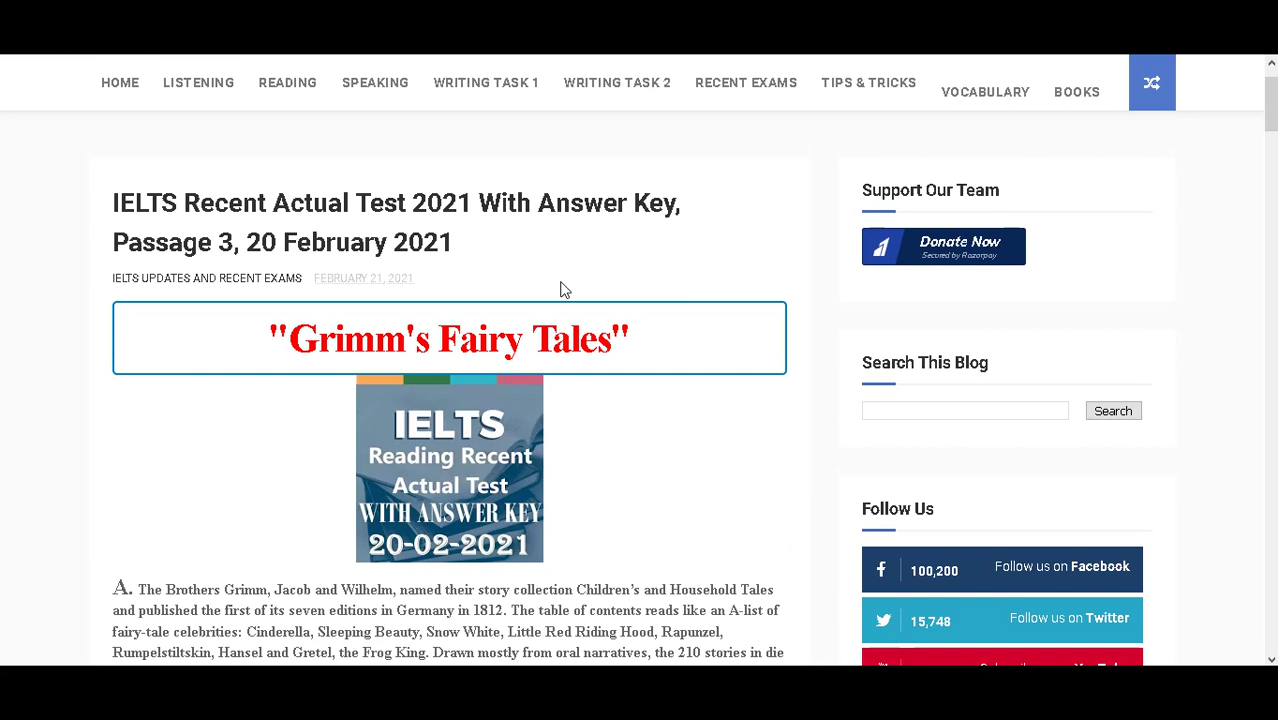 HOME LISTENING READING SPEAKING WRITING TASK 1 WRITING TASK 2 RECENT EXAMS TIPS & TRICKS VOCABULARY BOOKS
IELTS Recent Actual Test 2021 With Answer Key,
Passage 3, 20 February 2021
IELTS UPDATES AND RECENT EXAMS FEBRUARY 21, 2021
"Grimm's Fairy Tales"
IELTS
Reading Recent
Actual Test
WITH ANSWER KEY
20-02-2021
A. The Brothers Grimm, Jacob and Wilhelm, named their story collection Children's and Household Tales
and published the first of its seven editions in Germany in 1812. The table of contents reads like an A-list of
fairy-tale celebrities: Cinderella, Sleeping Beauty, Snow White, Little Red Riding Hood, Rapunzel,
Rumpelstiltskin, Hansel and Gretel, the Frog King. Drawn mostly from oral narratives, the 210 stories in die
Support Our Team
Donate Now
Secured by Razorpay
Search This Blog
Search
Follow Us
100,200 Follow us on Facebook
15,748 Follow us on Twitter